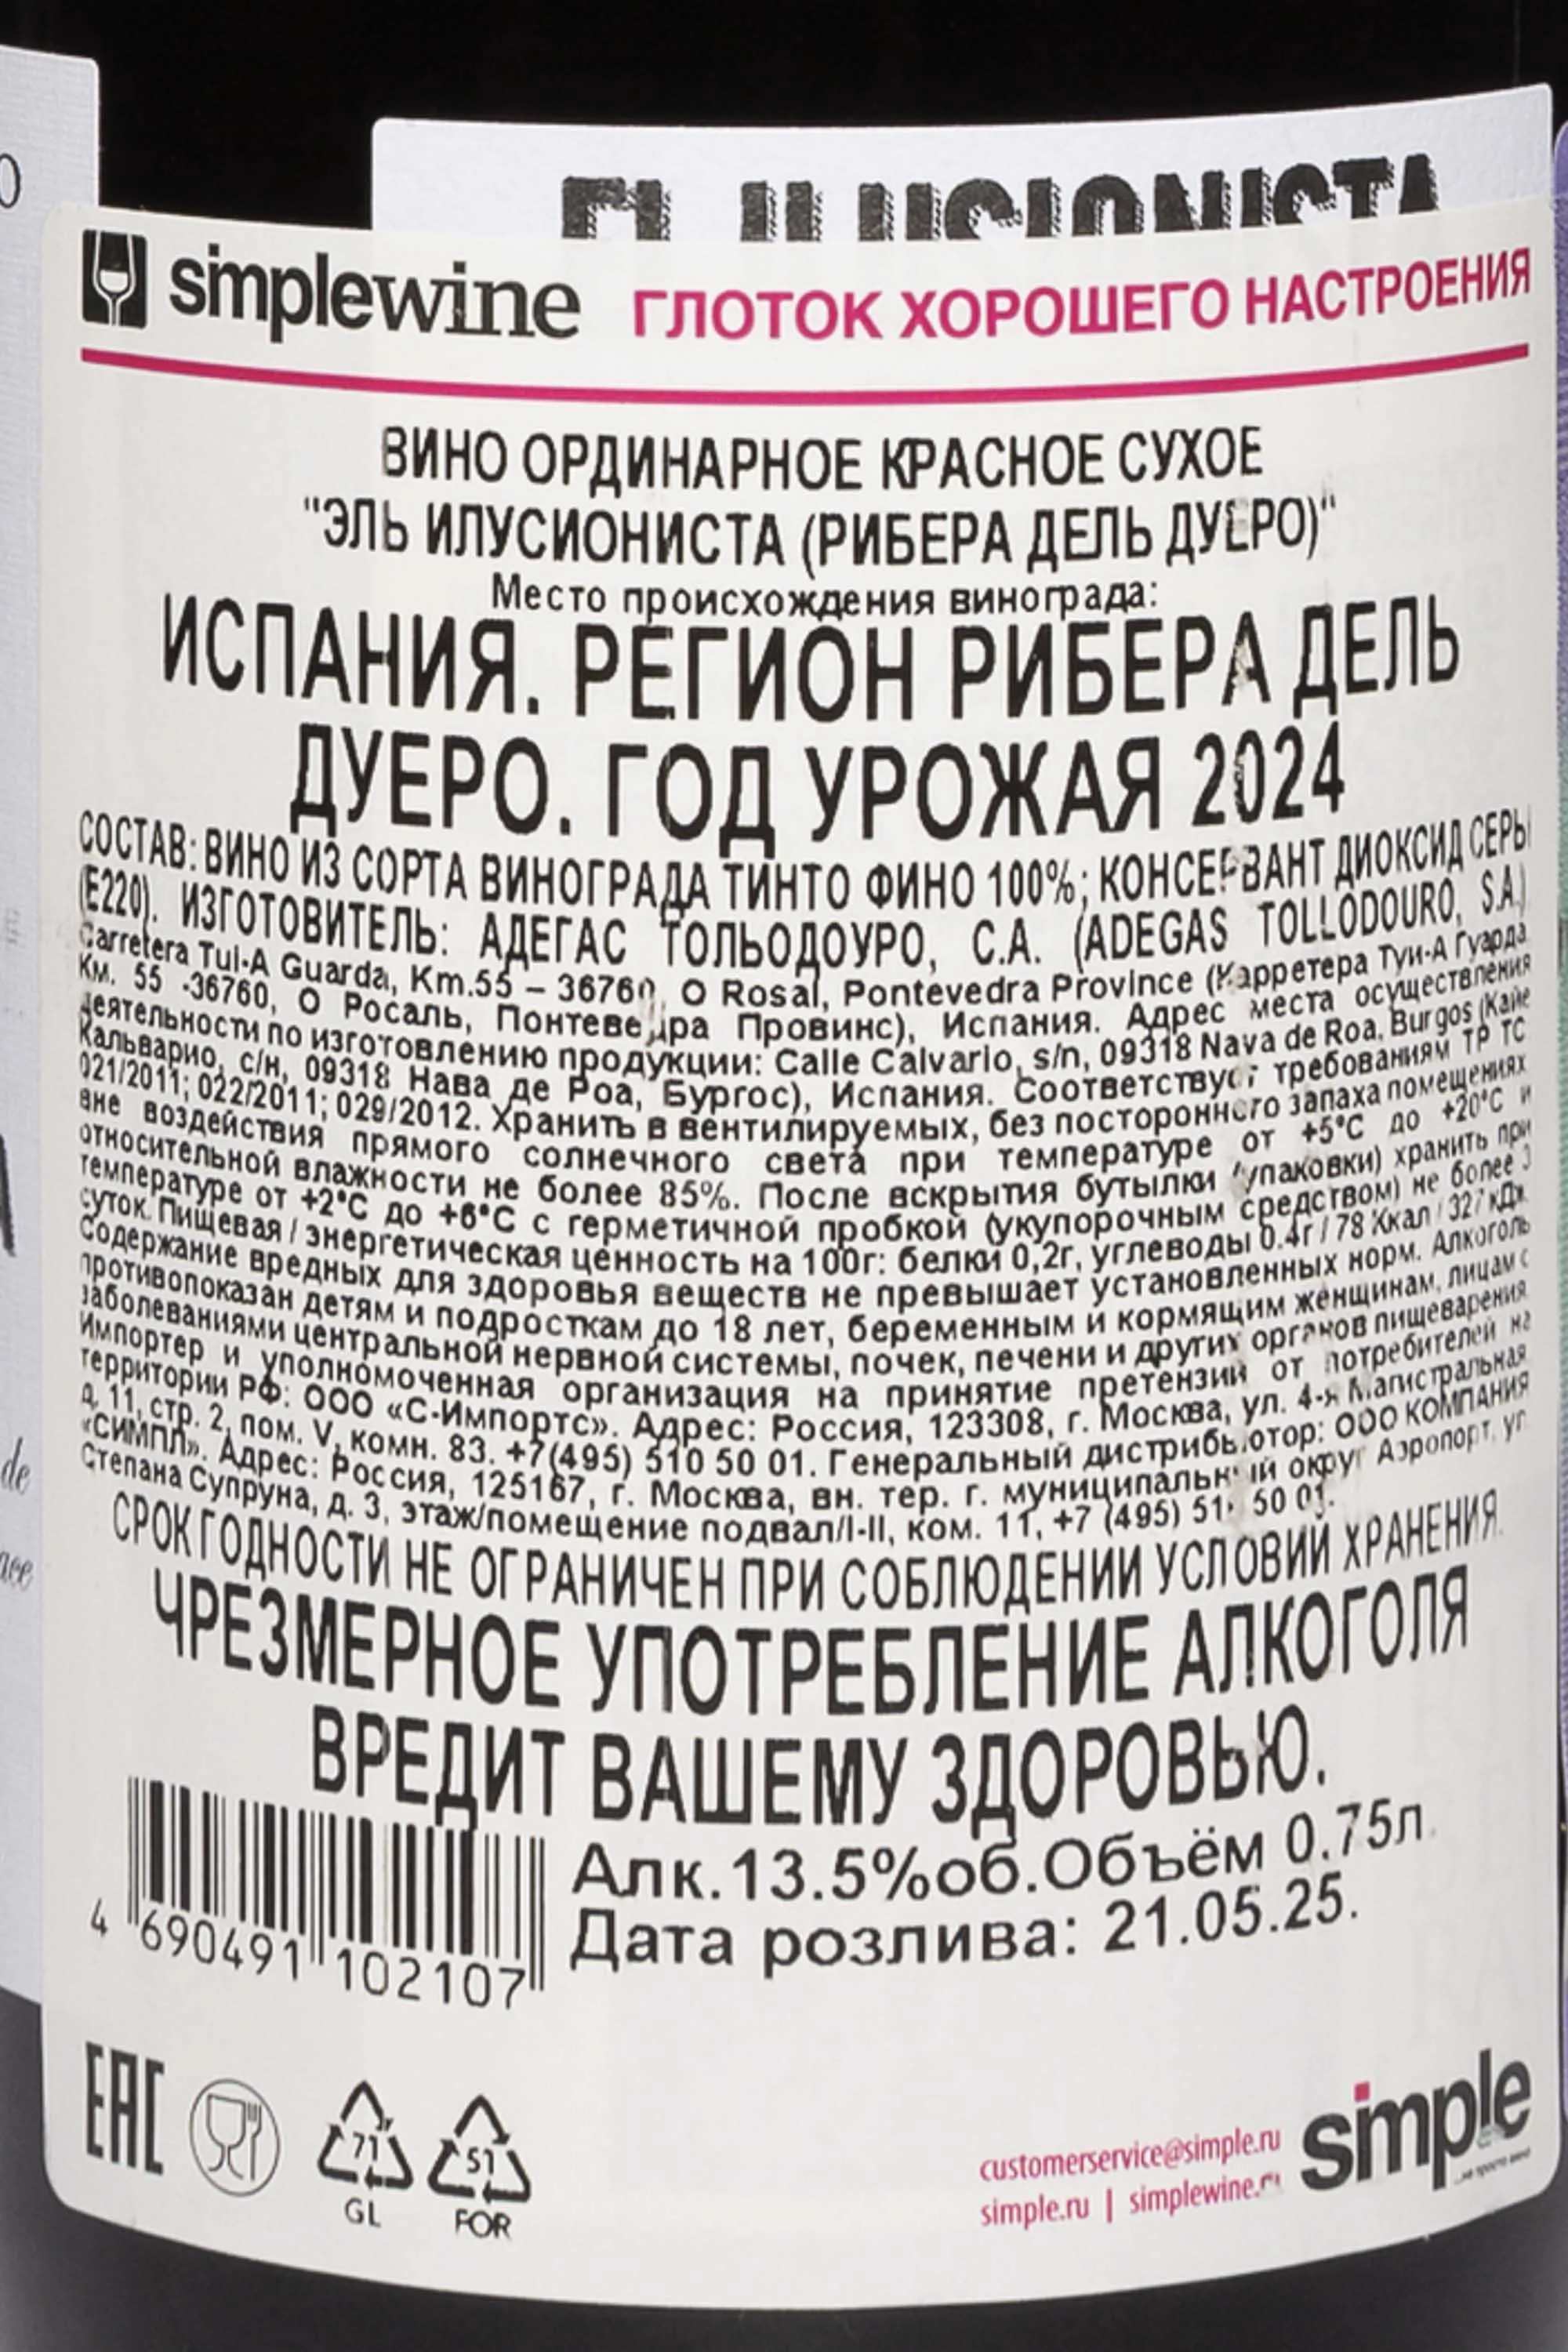 EL ILUSIONISTA
simplewine ГЛОТОК ХОРОШЕГО НАСТРОЕНИЯ
ВИНО ОРДИНАРНОЕ КРАСНОЕ СУХОЕ
"ЭЛЬ ИЛУСИОНИСТА (РИБЕРА ДЕЛЬ ДУЕРО)"
Место происхождения винограда:
ИСПАНИЯ. РЕГИОН РИБЕРА ДЕЛЬ
ДУЕРО. ГОД УРОЖАЯ 2024
СОСТАВ: ВИНО ИЗ СОРТА ВИНОГРАДА ТИНТО ФИНО 100%; КОНСЕРВАНТ ДИОКСИД СЕРЫ
(Е220). ИЗГОТОВИТЕЛЬ: АДЕГАС ТОЛЬОДОУРО, С.А. (ADEGAS TOLLODOURO, S.A.)
Carretera Tui-A Guarda, Km.55 – 36760, O Rosal, Pontevedra Province (Карретера Туи-А Гуарда
Км. 55 -36760, О Росаль, Понтеведра Провинс), Испания. Адрес места осуществления
деятельности по изготовлению продукции: Calle Calvario, s/n, 09318 Nava de Roa, Burgos (Кайе
Кальварио, с/н, 09318 Нава де Роа, Бургос), Испания. Соответствует требованиям ТР ТС
021/2011; 022/2011; 029/2012. Хранить в вентилируемых, без постороннего запаха помещениях
вне воздействия прямого солнечного света при температуре от +5°С до +20°С и
относительной влажности не более 85%. После вскрытия бутылки (упаковки) хранить при
температуре от +2°С до +6°С с герметичной пробкой (укупорочным средством) не более 3
суток. Пищевая / энергетическая ценность на 100г: белки 0,2г, углеводы 0.4г / 78 Ккал / 327 кДж.
Содержание вредных для здоровья веществ не превышает установленных норм. Алкоголь
противопоказан детям и подросткам до 18 лет, беременным и кормящим женщинам, лицам с
заболеваниями центральной нервной системы, почек, печени и других органов пищеварения
Импортер и уполномоченная организация на принятие претензий от потребителей на
территории РФ: ООО «С-Импортс». Адрес: Россия, 123308, г. Москва, ул. 4-я Магистральная
д. 11, стр. 2, пом. V, комн. 83. +7(495) 510 50 01. Генеральный дистрибьютор: ООО КОМПАНИЯ
«СИМПЛ». Адрес: Россия, 125167, г. Москва, вн. тер. г. муниципальный округ Аэропорт, ул
Степана Супруна, д. 3, этаж/помещение подвал/I-II, ком. 11, +7 (495) 50 01.
СРОК ГОДНОСТИ НЕ ОГРАНИЧЕН ПРИ СОБЛЮДЕНИИ УСЛОВИЙ ХРАНЕНИЯ.
ЧРЕЗМЕРНОЕ УПОТРЕБЛЕНИЕ АЛКОГОЛЯ
ВРЕДИТ ВАШЕМУ ЗДОРОВЬЮ.
Алк.13.5%об.Объём 0.75л.
Дата розлива: 21.05.25.
4 690491 102107
EAC
71
GL
51
FOR
customerservice@simple.ru
simple.ru | simplewine.ru
simple
...не просто вино
de